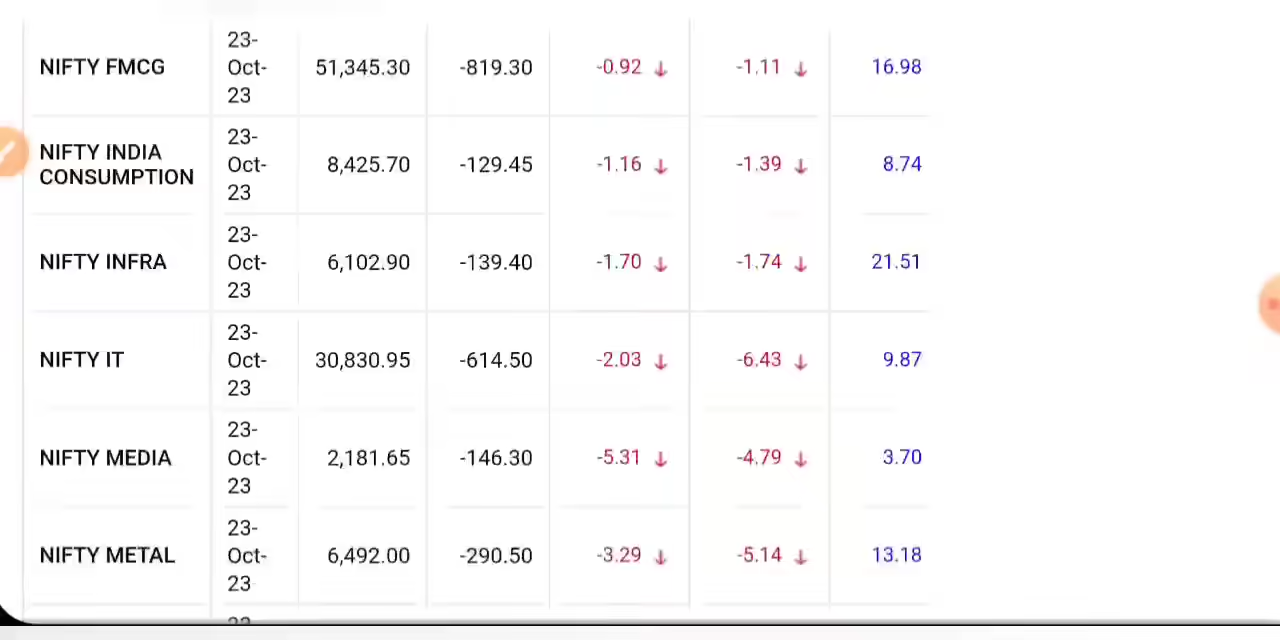 NIFTY FMCG 23-Oct-23 51,345.30 -819.30 -0.92 ↓ -1.11 ↓ 16.98
NIFTY INDIA CONSUMPTION 23-Oct-23 8,425.70 -129.45 -1.16 ↓ -1.39 ↓ 8.74
NIFTY INFRA 23-Oct-23 6,102.90 -139.40 -1.70 ↓ -1.74 ↓ 21.51
NIFTY IT 23-Oct-23 30,830.95 -614.50 -2.03 ↓ -6.43 ↓ 9.87
NIFTY MEDIA 23-Oct-23 2,181.65 -146.30 -5.31 ↓ -4.79 ↓ 3.70
NIFTY METAL 23-Oct-23 6,492.00 -290.50 -3.29 ↓ -5.14 ↓ 13.18